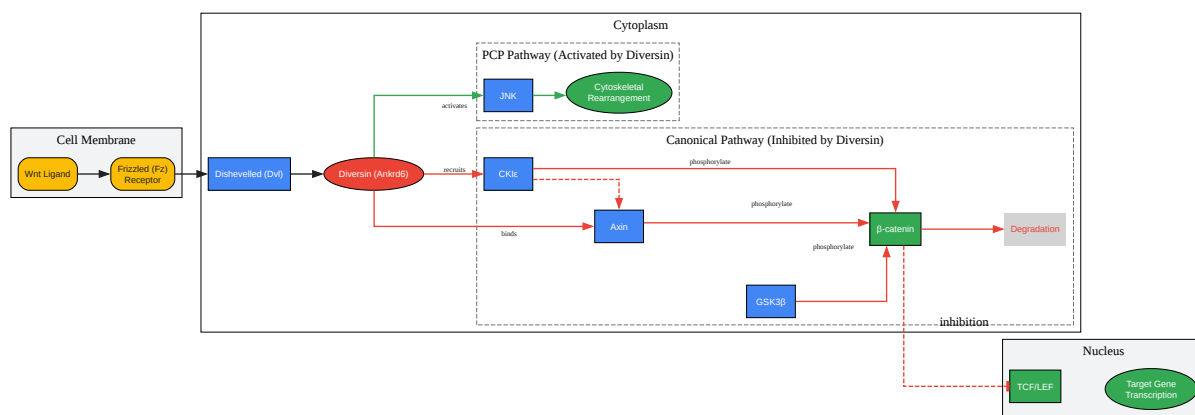 Cytoplasm
PCP Pathway (Activated by Diversin)
JNK
Cytoskeletal
Rearrangement
activates
Cell Membrane
Wnt Ligand
Frizzled (Fz)
Receptor
Dishevelled (Dvl)
Diversin (Ankrd6)
Canonical Pathway (Inhibited by Diversin)
recruits
CKIε
phosphorylate
binds
Axin
phosphorylate
β-catenin
Degradation
phosphorylate
GSK3β
inhibition
Nucleus
TCF/LEF
Target Gene
Transcription